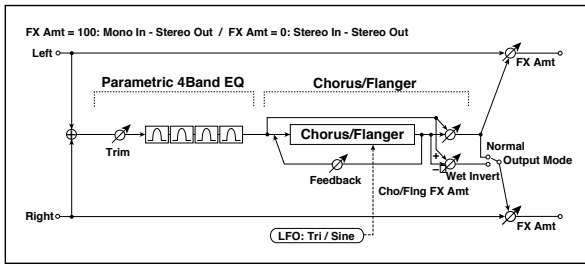 FX Amt = 100: Mono In - Stereo Out / FX Amt = 0: Stereo In - Stereo Out
Left
FX Amt
Parametric 4Band EQ
Chorus/Flanger
Trim
Chorus/Flanger
Feedback
+
−
Normal
Output Mode
Wet Invert
Cho/Flng FX Amt
Right
FX Amt
LFO: Tri / Sine